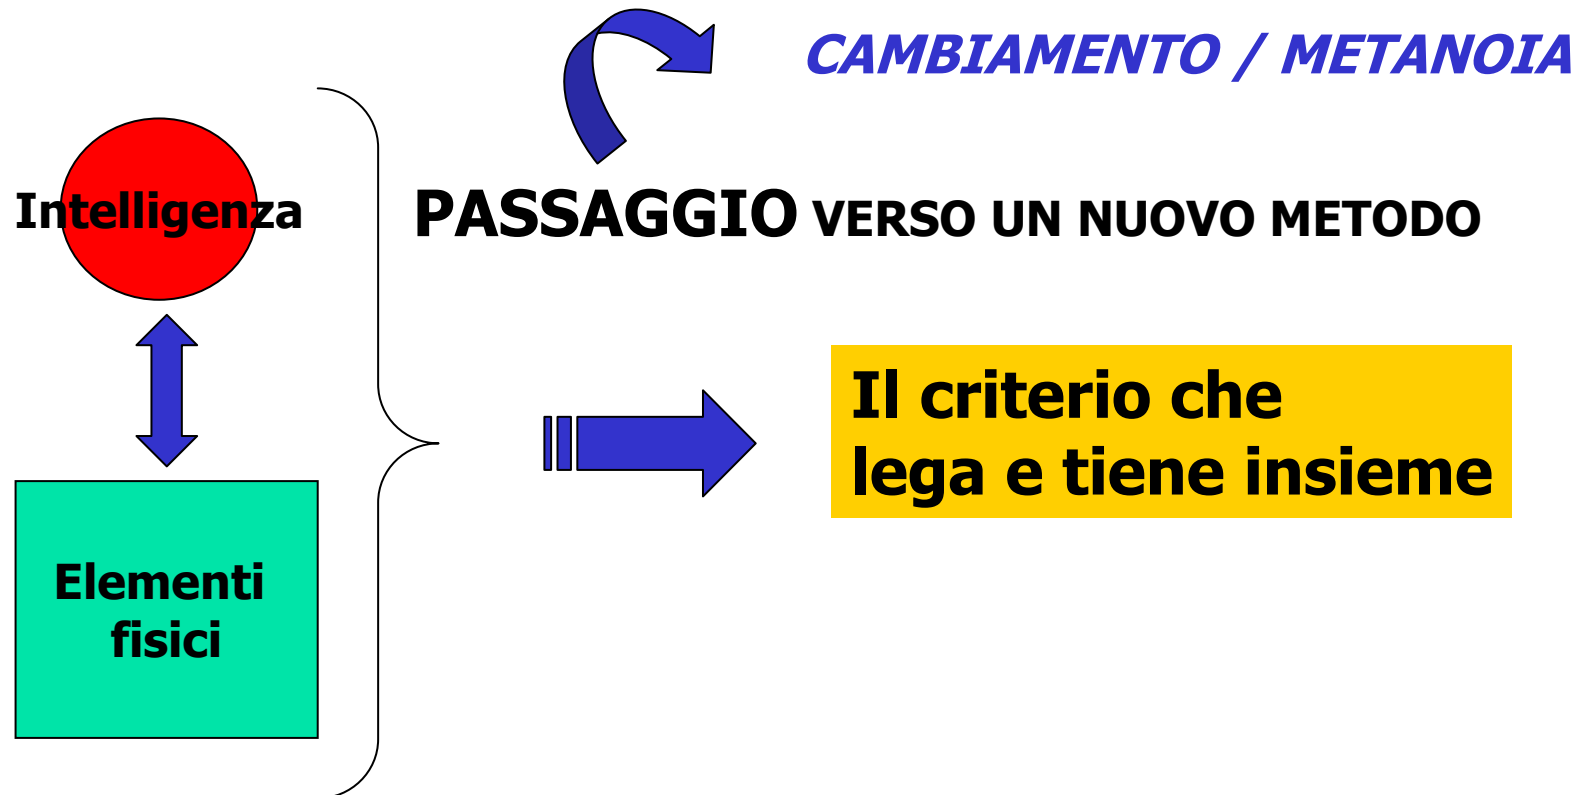 CAMBIAMENTO / METANOIA
Intelligenza
PASSAGGIO VERSO UN NUOVO METODO
Il criterio che
lega e tiene insieme
Elementi
fisici